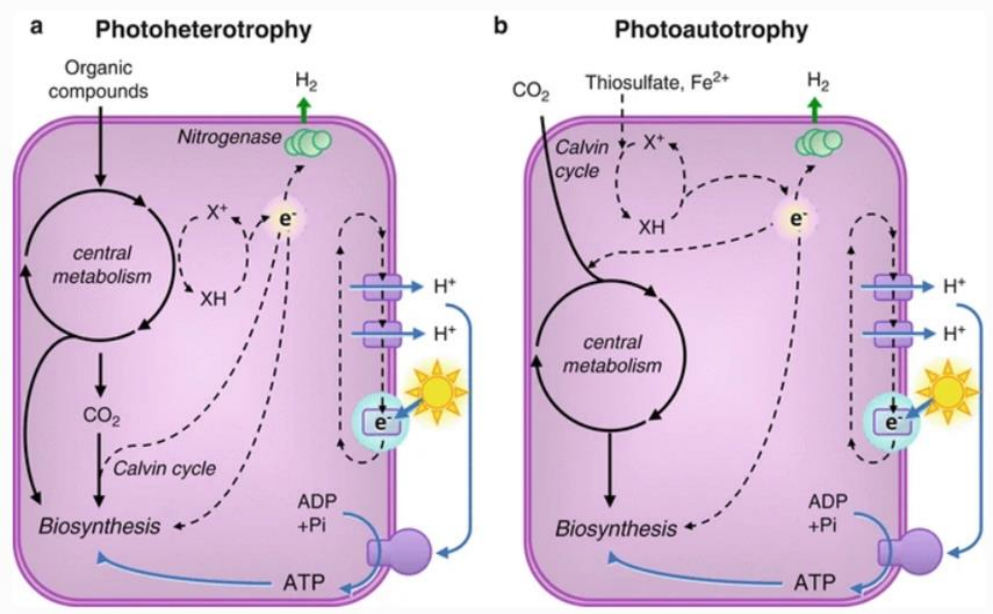 a Photoheterotrophy
Organic
compounds
H₂
Nitrogenase
X⁺
e⁻
central
metabolism
XH
H⁺
H⁺
CO₂
e⁻
Calvin cycle
ADP
+Pi
Biosynthesis
ATP
b Photoautotrophy
CO₂
Thiosulfate, Fe²⁺
H₂
Calvin
cycle
X⁺
e⁻
XH
H⁺
H⁺
central
metabolism
e⁻
ADP
+Pi
Biosynthesis
ATP